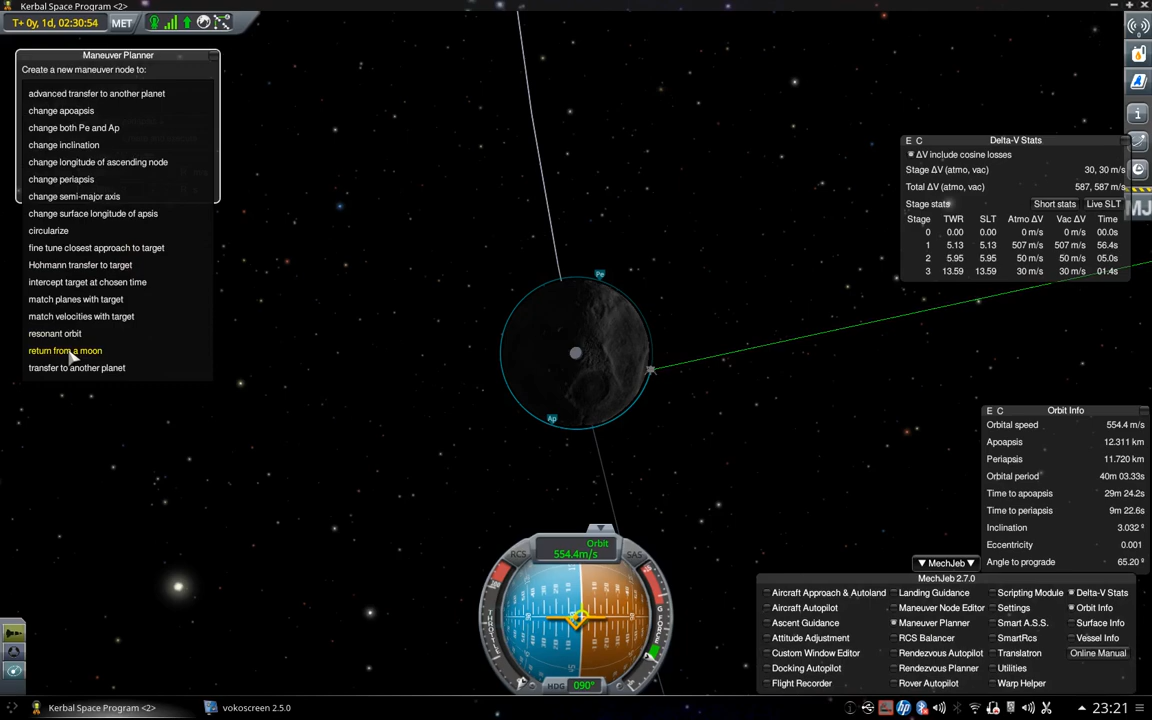 Kerbal Space Program <2>
T+ 0y, 1d, 02:30:54
MET
Maneuver Planner
Create a new maneuver node to:
advanced transfer to another planet
change apoapsis
change both Pe and Ap
change inclination
change longitude of ascending node
change periapsis
change semi-major axis
change surface longitude of apsis
circularize
fine tune closest approach to target
Hohmann transfer to target
intercept target at chosen time
match planes with target
match velocities with target
resonant orbit
return from a moon
transfer to another planet
Pe
Ap
E C Delta-V Stats
ΔV include cosine losses
Stage ΔV (atmo, vac) 30, 30 m/s
Total ΔV (atmo, vac) 587, 587 m/s
Stage stats Short stats Live SLT
Stage TWR SLT Atmo ΔV Vac ΔV Time
0 0.00 0.00 0 m/s 0 m/s 00.0s
1 5.13 5.13 507 m/s 507 m/s 56.4s
2 5.95 5.95 50 m/s 50 m/s 05.0s
3 13.59 13.59 30 m/s 30 m/s 01.4s
MJ
E C Orbit Info
Orbital speed 554.4 m/s
Apoapsis 12.311 km
Periapsis 11.720 km
Orbital period 40m 03.33s
Time to apoapsis 29m 24.2s
Time to periapsis 9m 22.6s
Inclination 3.032 º
Eccentricity 0.001
Angle to prograde 65.20 º
Orbit
RCS 554.4m/s SAS
HDG 090°
▼ MechJeb ▼
MechJeb 2.7.0
Aircraft Approach & Autoland Landing Guidance Scripting Module Delta-V Stats
Aircraft Autopilot Maneuver Node Editor Settings Orbit Info
Ascent Guidance Maneuver Planner Smart A.S.S. Surface Info
Attitude Adjustment RCS Balancer SmartRcs Vessel Info
Custom Window Editor Rendezvous Autopilot Translatron Online Manual
Docking Autopilot Rendezvous Planner Utilities
Flight Recorder Rover Autopilot Warp Helper
Kerbal Space Program <2> vokoscreen 2.5.0 23:21